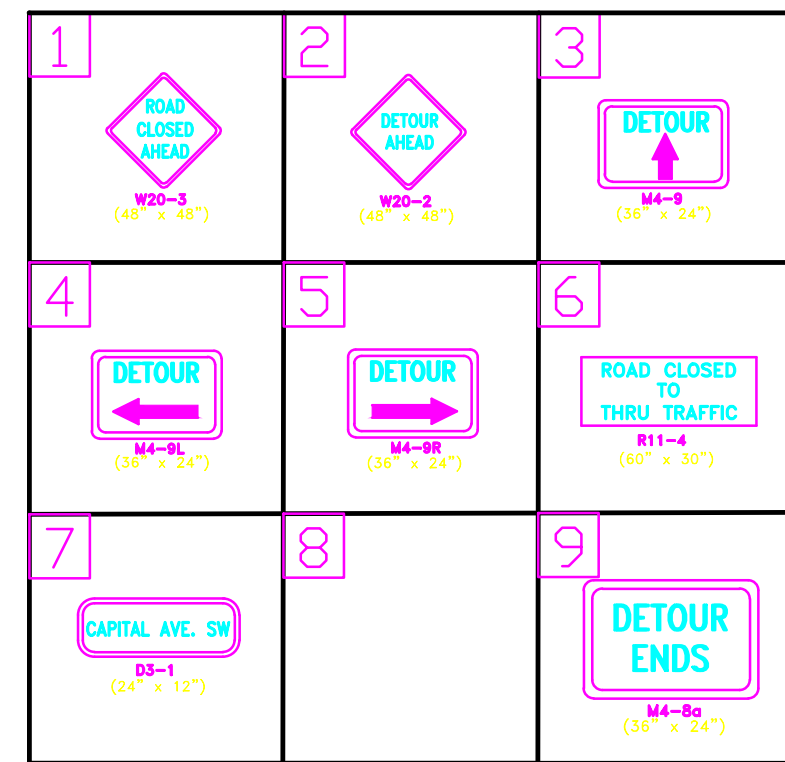 1
ROAD
CLOSED
AHEAD
W20-3
(48" x 48")
2
DETOUR
AHEAD
W20-2
(48" x 48")
3
DETOUR
M4-9
(36" x 24")
4
DETOUR
M4-9L
(36" x 24")
5
DETOUR
M4-9R
(36" x 24")
6
ROAD CLOSED
TO
THRU TRAFFIC
R11-4
(60" x 30")
7
CAPITAL AVE. SW
D3-1
(24" x 12")
8
9
DETOUR
ENDS
M4-8a
(36" x 24")